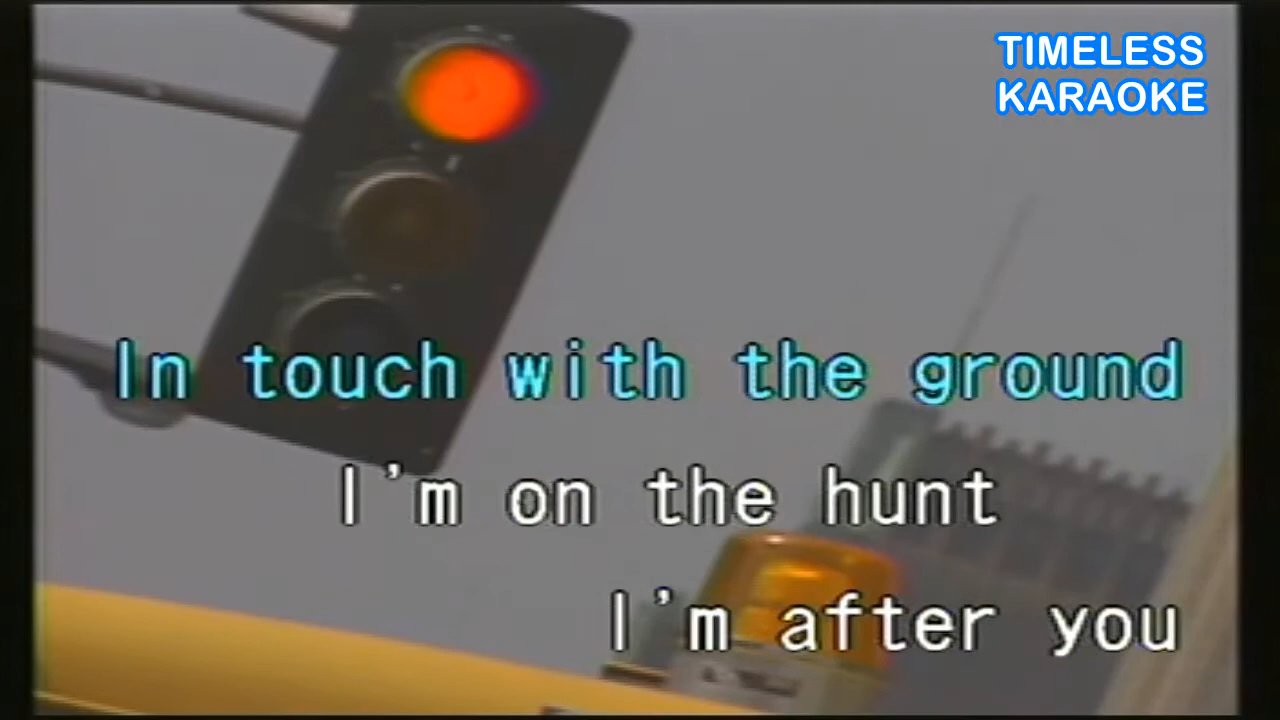 TIMELESS
KARAOKE
In touch with the ground
I'm on the hunt
I'm after you